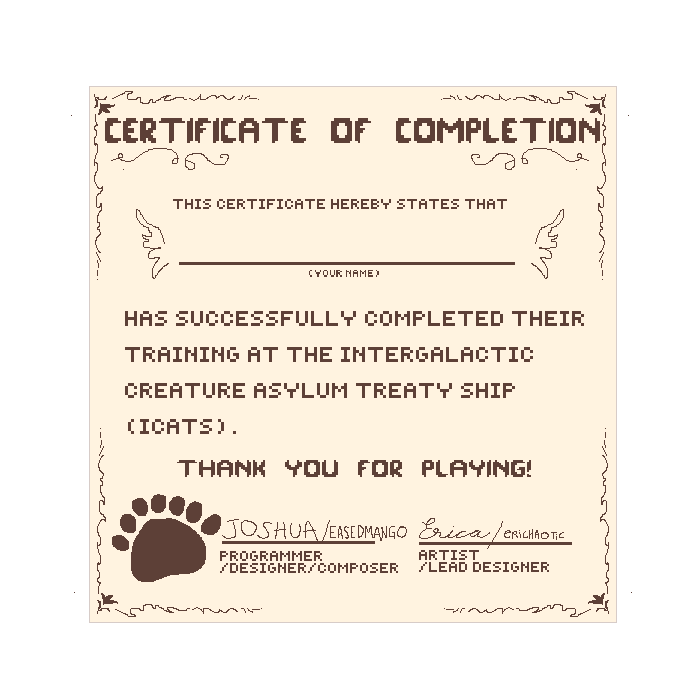 CERTIFICATE OF COMPLETION
THIS CERTIFICATE HEREBY STATES THAT
(YOUR NAME)
HAS SUCCESSFULLY COMPLETED THEIR
TRAINING AT THE INTERGALACTIC
CREATURE ASYLUM TREATY SHIP
(ICATS).
THANK YOU FOR PLAYING!
JOSHUA/EASEDMANGO Erica/ERICHAOTIC
PROGRAMMER ARTIST
/DESIGNER/COMPOSER /LEAD DESIGNER